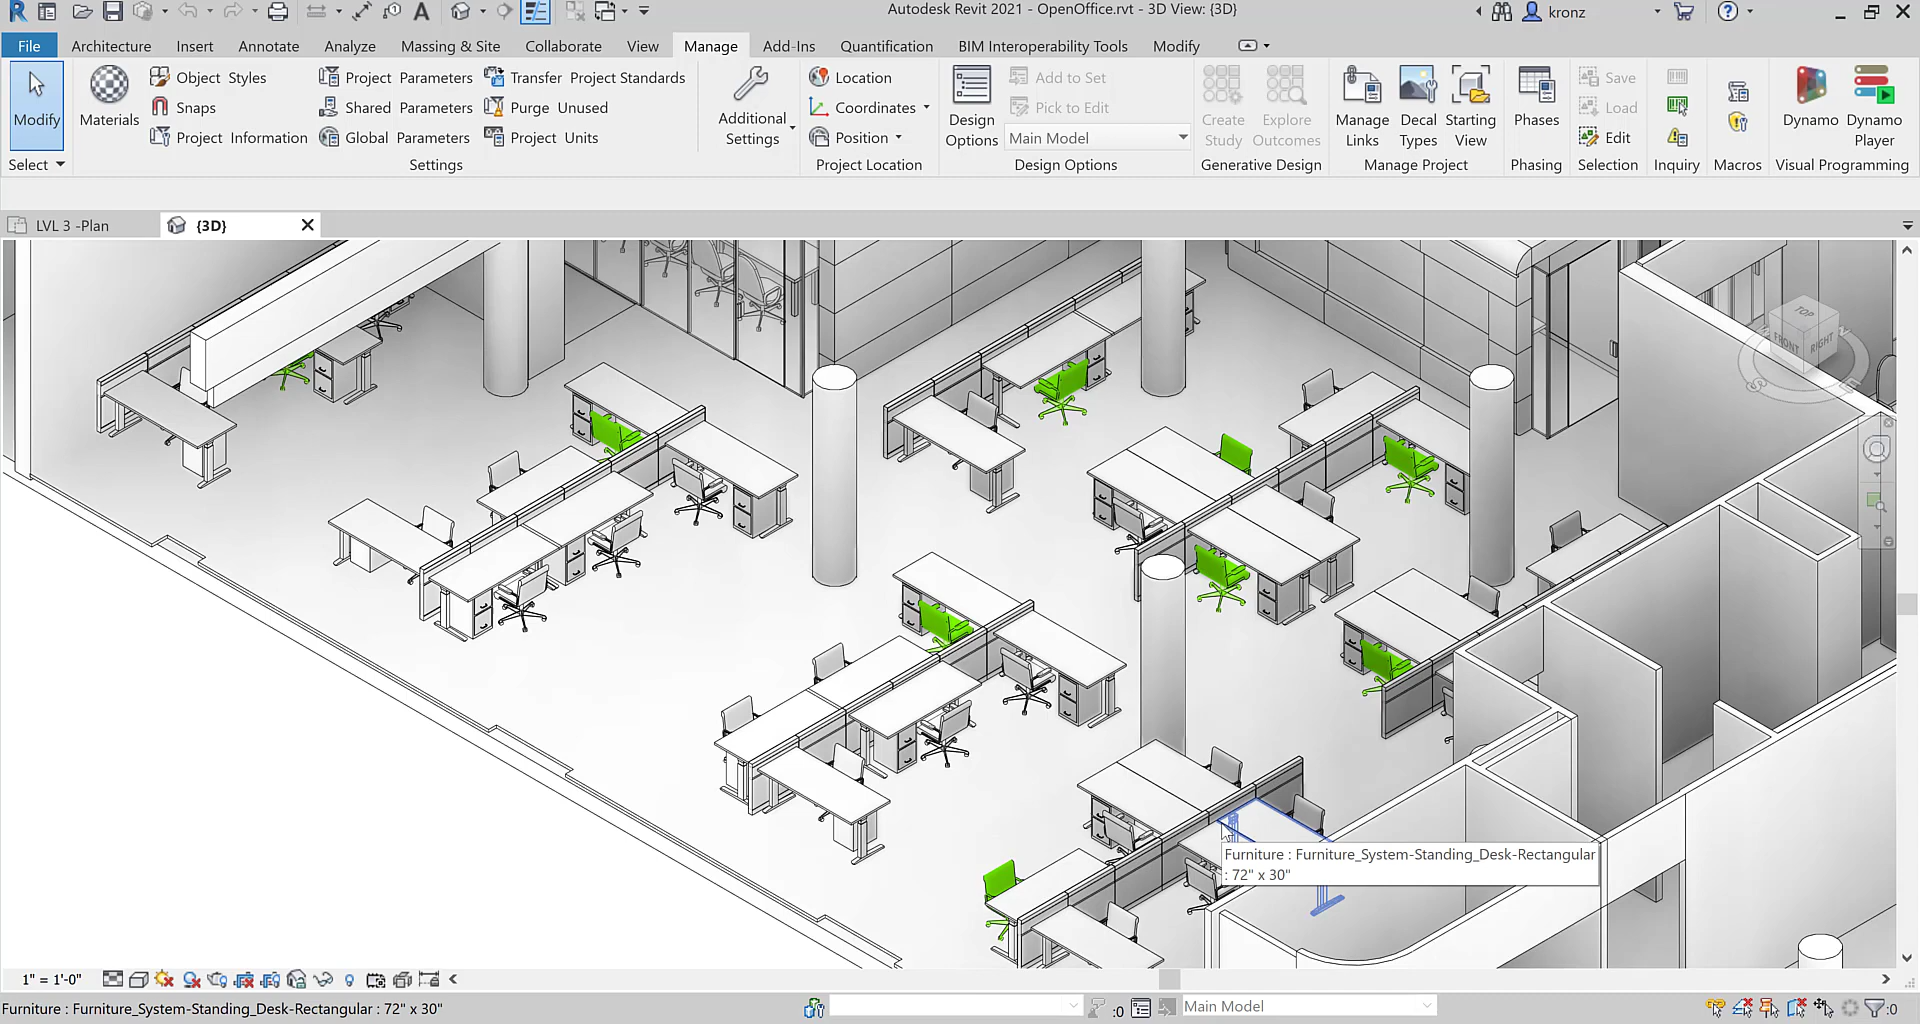 Autodesk Revit 2021 - OpenOffice.rvt - 3D View: {3D}
kronz
File Architecture Insert Annotate Analyze Massing & Site Collaborate View Manage Add-Ins Quantification BIM Interoperability Tools Modify
Modify
Select
Materials
Object Styles
Snaps
Project Information
Project Parameters
Shared Parameters
Global Parameters
Transfer Project Standards
Purge Unused
Project Units
Settings
Additional
Settings
Location
Coordinates
Position
Project Location
Design
Options
Add to Set
Pick to Edit
Main Model
Design Options
Create
Study
Explore
Outcomes
Generative Design
Manage
Links
Decal
Types
Starting
View
Manage Project
Phases
Phasing
Save
Load
Edit
Selection
Inquiry
Macros
Dynamo
Dynamo
Player
Visual Programming
LVL 3 -Plan
{3D}
TOP
FRONT
RIGHT
S
E
Furniture : Furniture_System-Standing_Desk-Rectangular
: 72" x 30"
1" = 1'-0"
Furniture : Furniture_System-Standing_Desk-Rectangular : 72" x 30"
:0
Main Model
:0